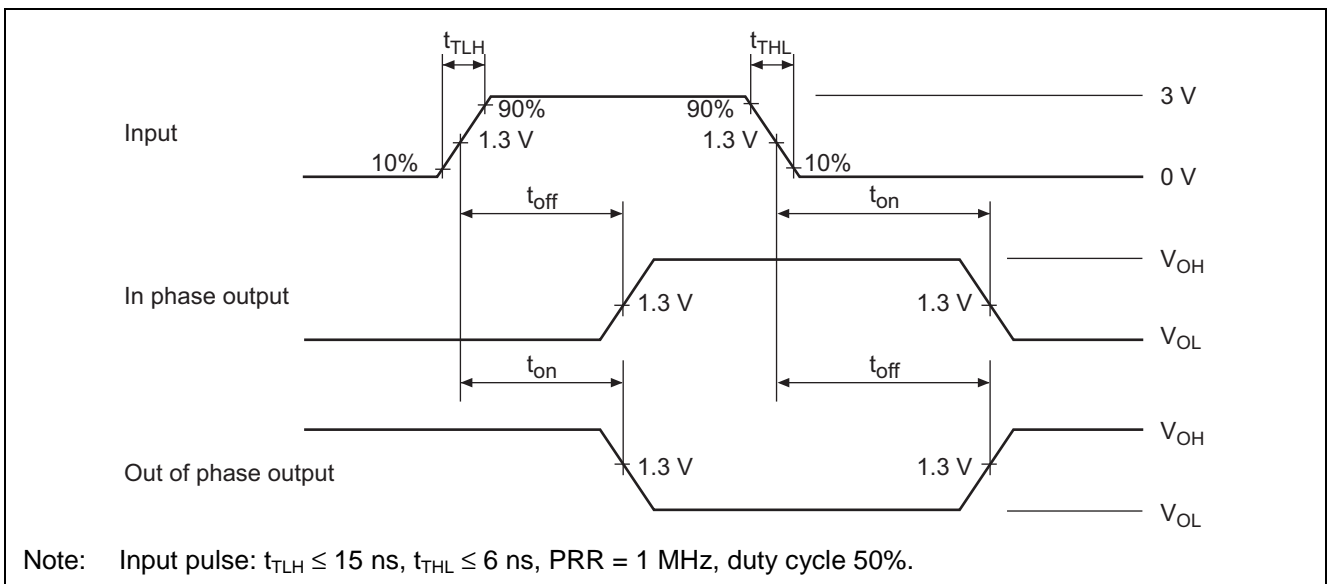 tTLH tTHL
3 V
90% 90%
Input 1.3 V 1.3 V
10% 10%
0 V
toff ton
VOH
In phase output 1.3 V 1.3 V
VOL
ton toff
VOH
Out of phase output 1.3 V 1.3 V
VOL
Note: Input pulse: tTLH ≤ 15 ns, tTHL ≤ 6 ns, PRR = 1 MHz, duty cycle 50%.